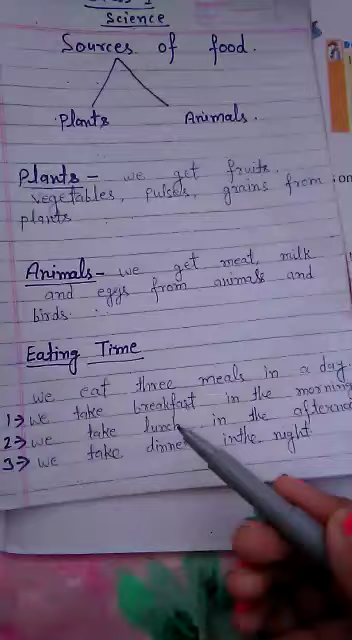 Science
Sources of food.
Plants Animals.
Plants - we get fruits,
vegetables, pulses, grains from
plants
Animals - we get meat, milk
and eggs from animals and
birds.
Eating Time
we eat three meals in a day.
1→ we take breakfast in the morning
2→ we take lunch in the
3→ we take in the night